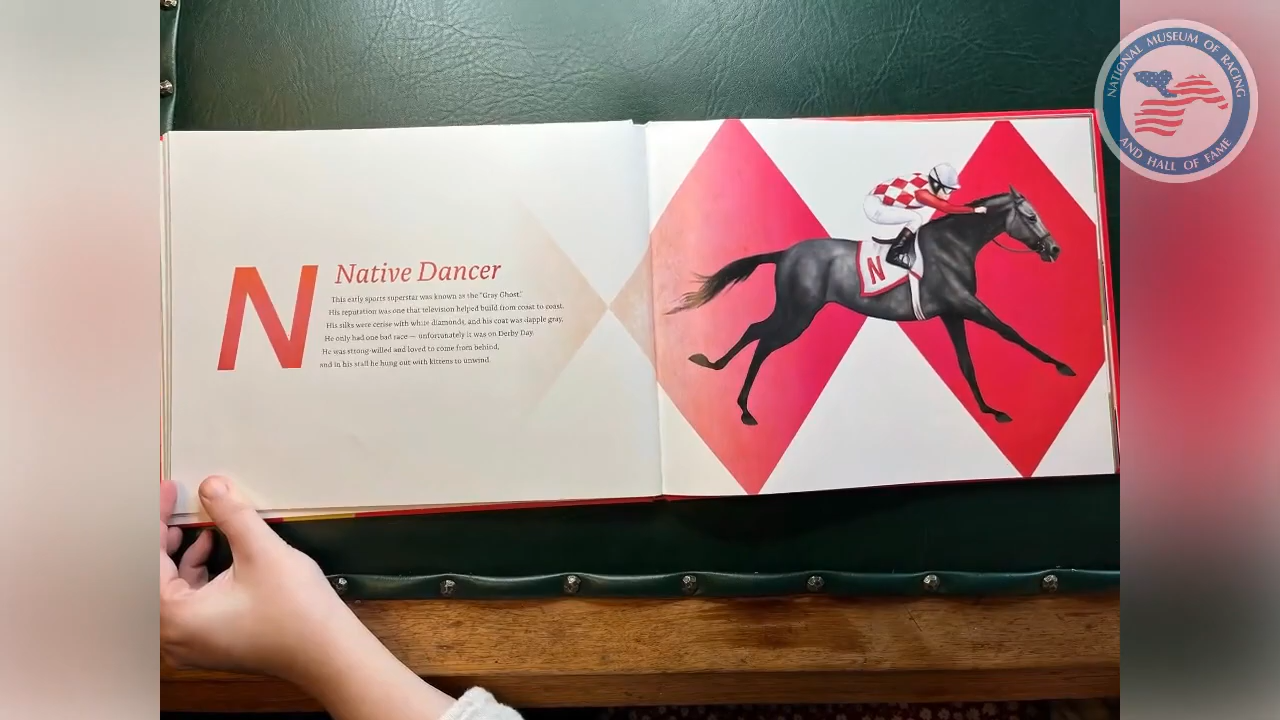 N
Native Dancer
This early sports superstar was known as the "Gray Ghost."
His reputation was one that television helped build from coast to coast.
His silks were cerise with white diamonds, and his coat was dapple gray.
He only had one bad race — unfortunately it was on Derby Day.
He was strong-willed and loved to come from behind,
and in his stall he hung out with kittens to unwind.
N
NATIONAL MUSEUM OF RACING
AND HALL OF FAME